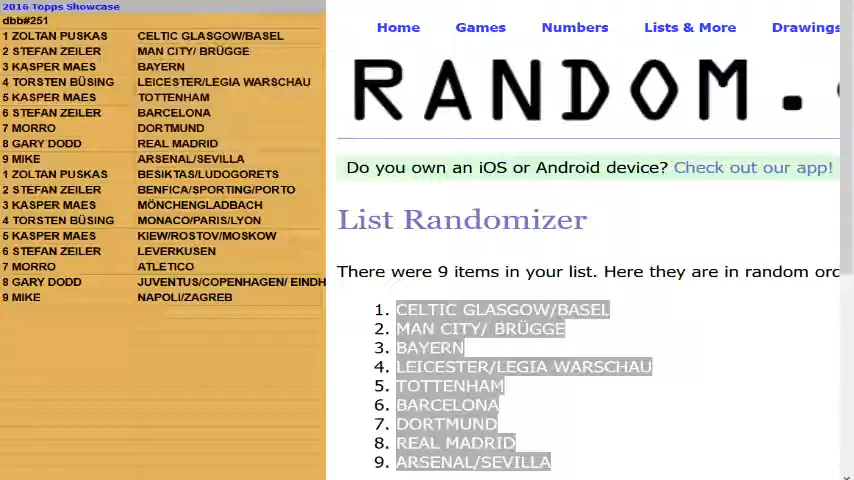 2016 Topps Showcase
dbb#251
1 ZOLTAN PUSKAS CELTIC GLASGOW/BASEL
2 STEFAN ZEILER MAN CITY/ BRÜGGE
3 KASPER MAES BAYERN
4 TORSTEN BÜSING LEICESTER/LEGIA WARSCHAU
5 KASPER MAES TOTTENHAM
6 STEFAN ZEILER BARCELONA
7 MORRO DORTMUND
8 GARY DODD REAL MADRID
9 MIKE ARSENAL/SEVILLA
1 ZOLTAN PUSKAS BESIKTAS/LUDOGORETS
2 STEFAN ZEILER BENFICA/SPORTING/PORTO
3 KASPER MAES MÖNCHENGLADBACH
4 TORSTEN BÜSING MONACO/PARIS/LYON
5 KASPER MAES KIEW/ROSTOV/MOSKOW
6 STEFAN ZEILER LEVERKUSEN
7 MORRO ATLETICO
8 GARY DODD JUVENTUS/COPENHAGEN/ EINDH
9 MIKE NAPOLI/ZAGREB
Home Games Numbers Lists & More Drawings
RANDOM.
Do you own an iOS or Android device? Check out our app!
List Randomizer
There were 9 items in your list. Here they are in random ord
1. CELTIC GLASGOW/BASEL
2. MAN CITY/ BRÜGGE
3. BAYERN
4. LEICESTER/LEGIA WARSCHAU
5. TOTTENHAM
6. BARCELONA
7. DORTMUND
8. REAL MADRID
9. ARSENAL/SEVILLA